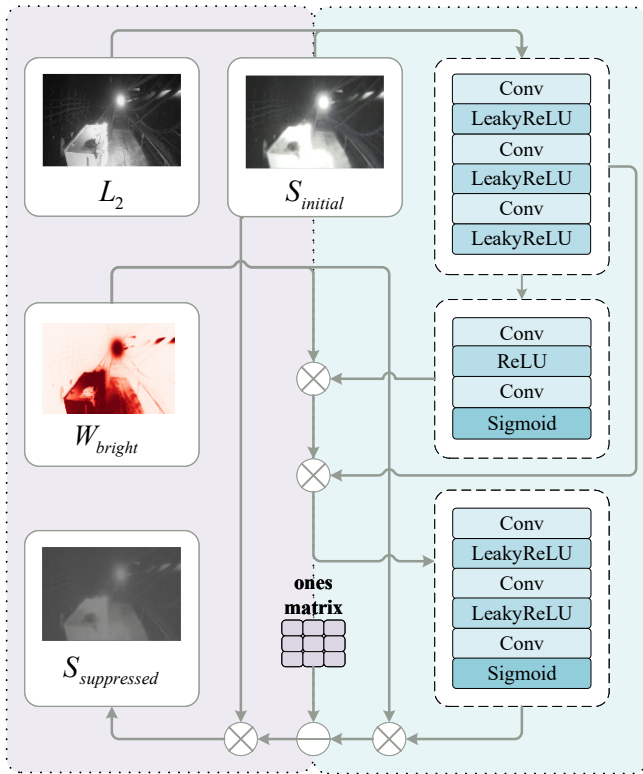 L2
Sinitial
Conv
LeakyReLU
Conv
LeakyReLU
Conv
LeakyReLU
Wbright
Conv
ReLU
Conv
Sigmoid
Ssuppressed
ones
matrix
Conv
LeakyReLU
Conv
LeakyReLU
Conv
Sigmoid